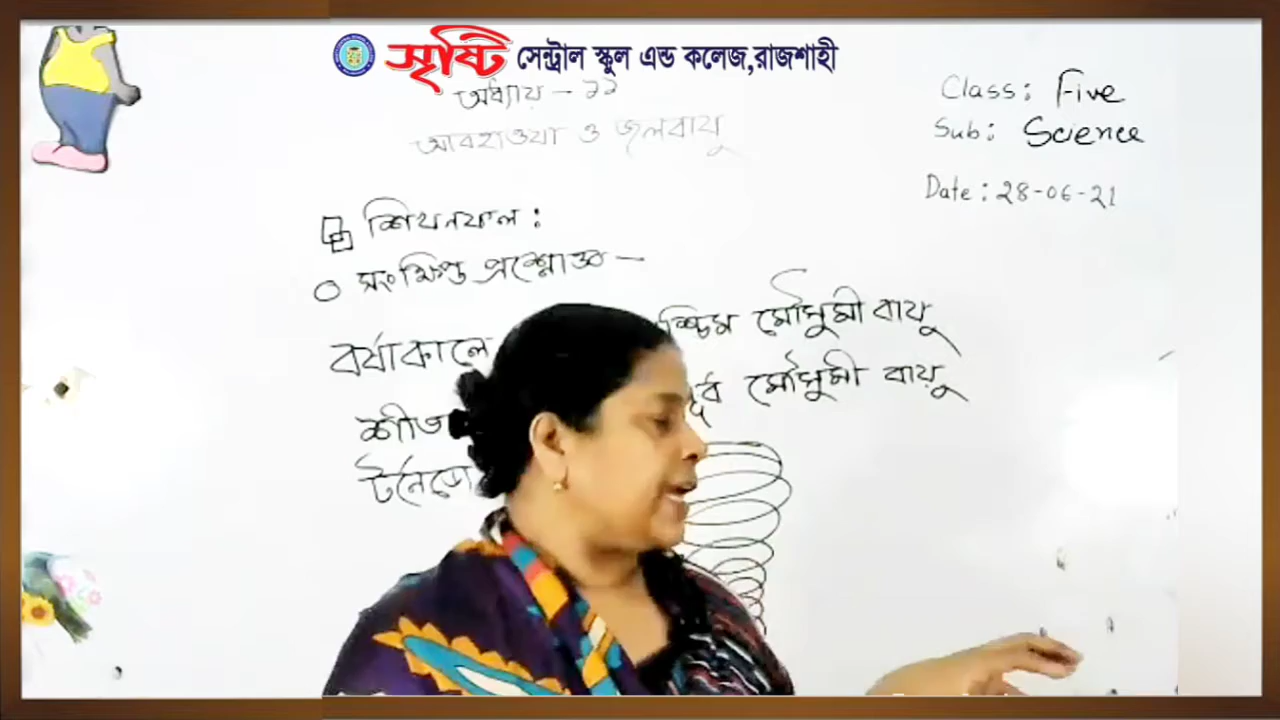 সৃষ্টি সেন্ট্রাল স্কুল এন্ড কলেজ,রাজশাহী
অধ্যায় - ১১
আবহাওয়া ও জলবায়ু
Class: Five
Sub: Science
Date: 28-06-21
শিখনফল:
সংক্ষিপ্ত প্রশ্নোত্তর -
বর্ষাকালে শ্চিম মৌসুমী বায়ু
শীত র্ব মৌসুমী বায়ু
টর্নেডো